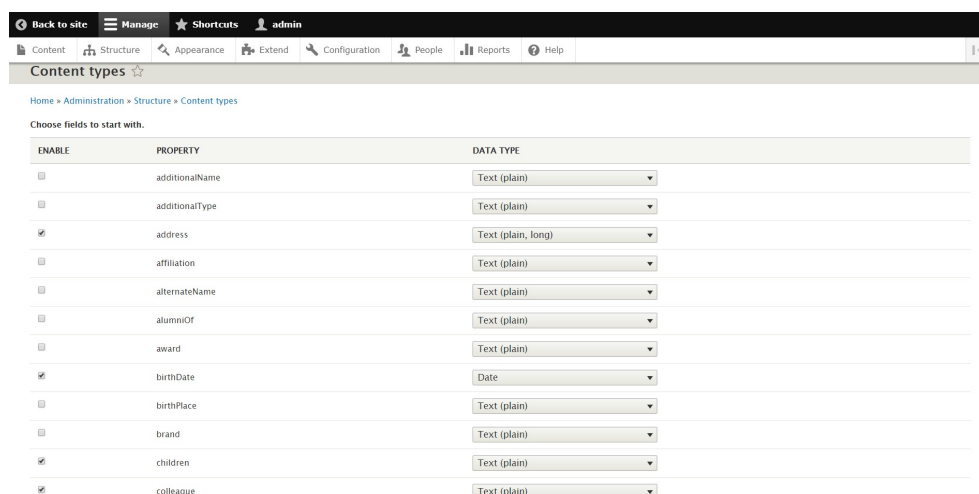 Back to site Manage Shortcuts admin
Content Structure Appearance Extend Configuration People Reports Help
Content types
Home » Administration » Structure » Content types
Choose fields to start with.
ENABLE PROPERTY DATA TYPE
additionalName Text (plain)
additionalType Text (plain)
address Text (plain, long)
affiliation Text (plain)
alternateName Text (plain)
alumniOf Text (plain)
award Text (plain)
birthDate Date
birthPlace Text (plain)
brand Text (plain)
children Text (plain)
colleague Text (plain)